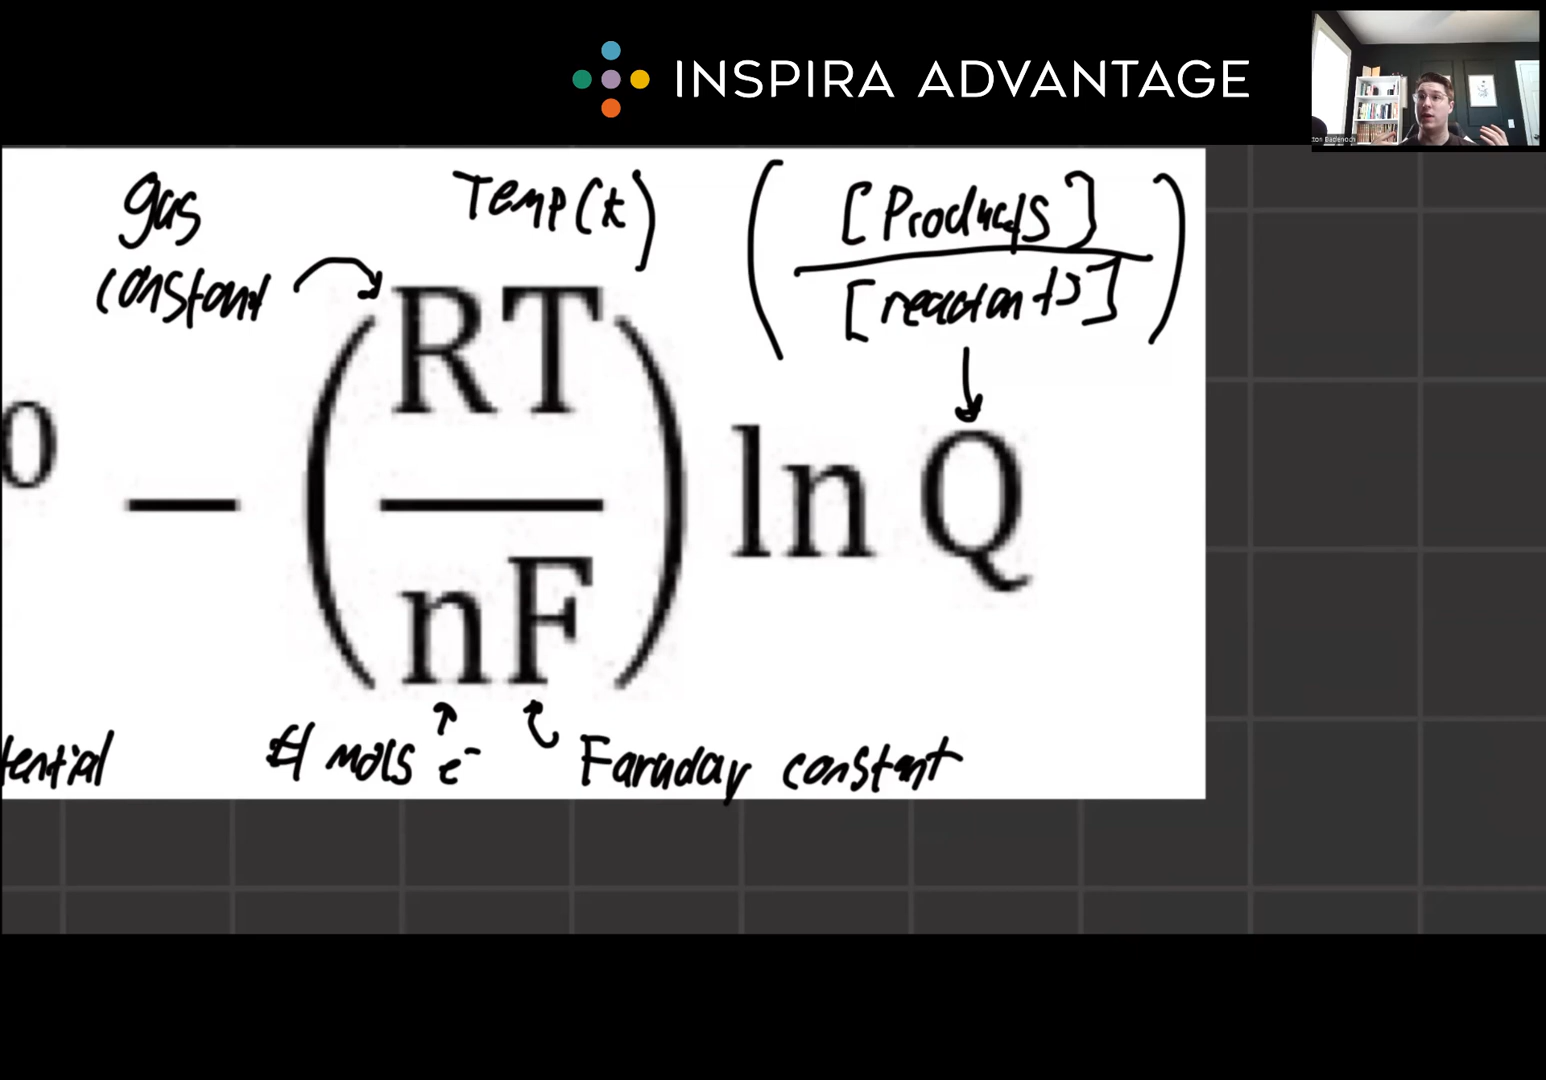 INSPIRA ADVANTAGE
gas
constant
Temp(k)
[Products]
[reactants]
0 − (RT
nF) ln Q
tential
# mols e⁻
Faraday constant